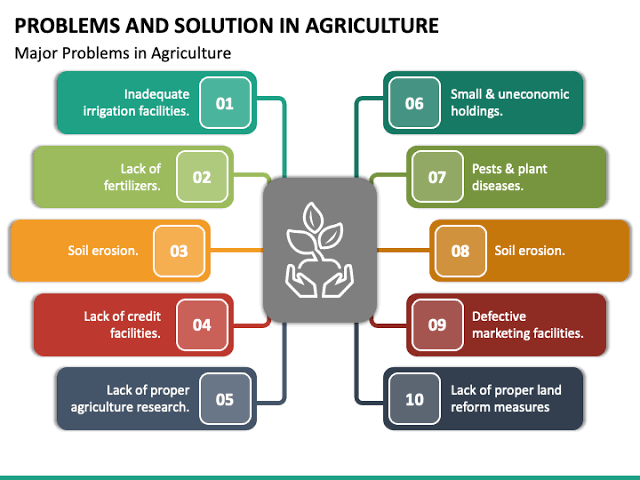 PROBLEMS AND SOLUTION IN AGRICULTURE
Major Problems in Agriculture
Inadequate
irrigation facilities.
01
Lack of
fertilizers.
02
Soil erosion.
03
Lack of credit
facilities.
04
Lack of proper
agriculture research.
05
06
Small & uneconomic
holdings.
07
Pests & plant
diseases.
08
Soil erosion.
09
Defective
marketing facilities.
10
Lack of proper land
reform measures